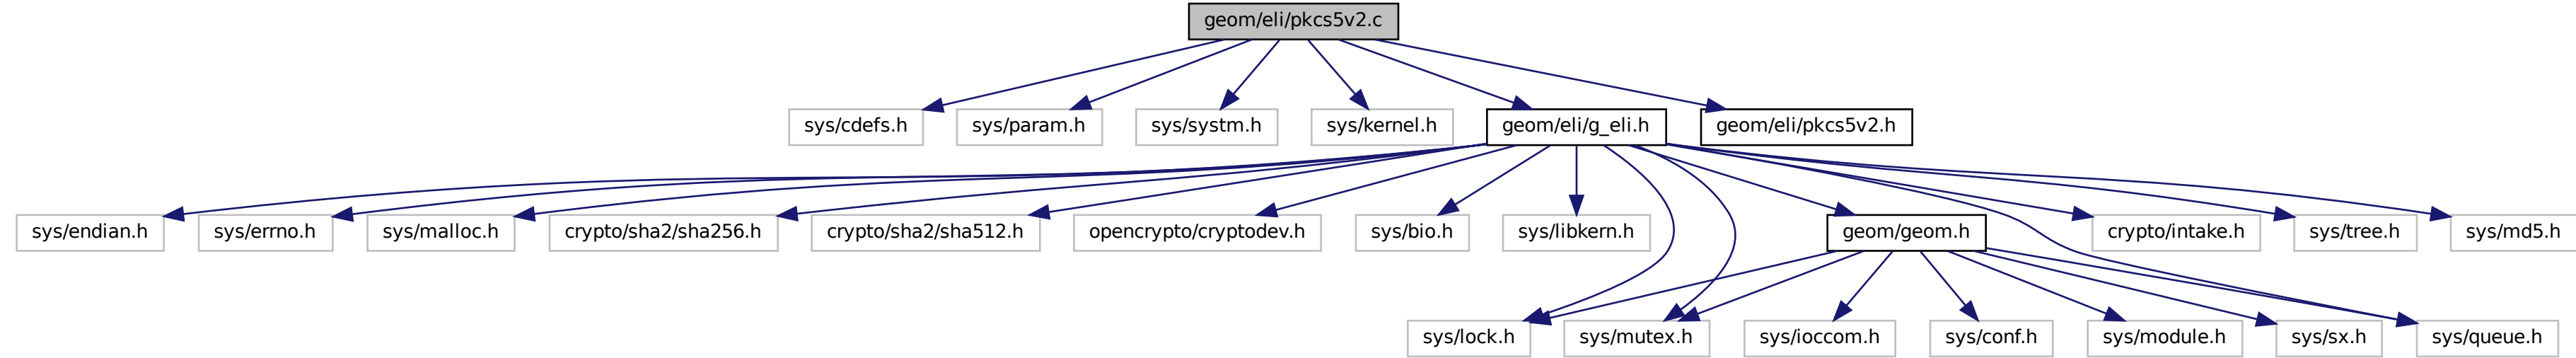 geom/eli/pkcs5v2.c
sys/cdefs.h
sys/param.h
sys/systm.h
sys/kernel.h
geom/eli/g_eli.h
geom/eli/pkcs5v2.h
sys/endian.h
sys/errno.h
sys/malloc.h
crypto/sha2/sha256.h
crypto/sha2/sha512.h
opencrypto/cryptodev.h
sys/bio.h
sys/libkern.h
geom/geom.h
crypto/intake.h
sys/tree.h
sys/md5.h
sys/lock.h
sys/mutex.h
sys/ioccom.h
sys/conf.h
sys/module.h
sys/sx.h
sys/queue.h